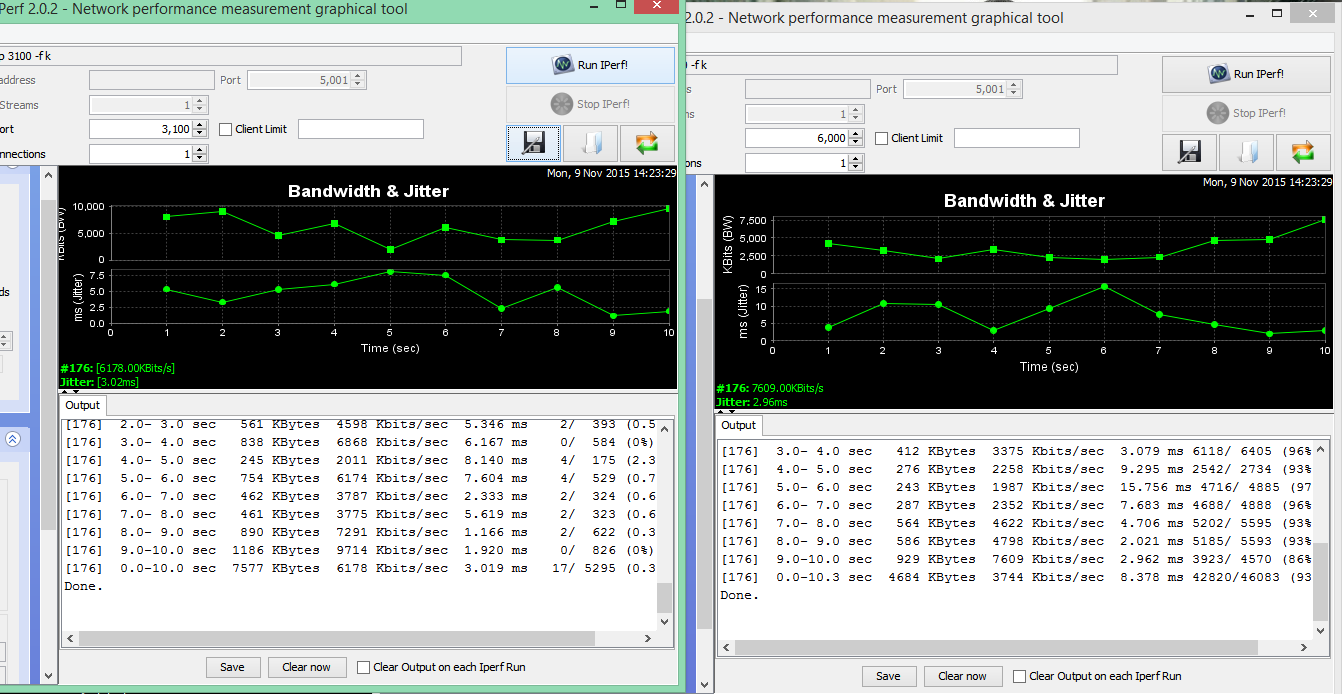 Perf 2.0.2 - Network performance measurement graphical tool
p 3100 -f k
Run IPerf!
address
Port
5,001
Streams
1
Stop IPerf!
ort
3,100
Client Limit
nnections
1
ds
Mon, 9 Nov 2015 14:23:29
Bandwidth & Jitter
KBits (BW)
10,000
5,000
0
ms (Jitter)
7.5
5.0
2.5
0.0
0 1 2 3 4 5 6 7 8 9 10
Time (sec)
#176: [6178.00KBits/s]
Jitter: [3.02ms]
Output
[176] 2.0- 3.0 sec 561 KBytes 4598 Kbits/sec 5.346 ms 2/ 393 (0.5
[176] 3.0- 4.0 sec 838 KBytes 6868 Kbits/sec 6.167 ms 0/ 584 (0%)
[176] 4.0- 5.0 sec 245 KBytes 2011 Kbits/sec 8.140 ms 4/ 175 (2.3
[176] 5.0- 6.0 sec 754 KBytes 6174 Kbits/sec 7.604 ms 4/ 529 (0.7
[176] 6.0- 7.0 sec 462 KBytes 3787 Kbits/sec 2.333 ms 2/ 324 (0.6
[176] 7.0- 8.0 sec 461 KBytes 3775 Kbits/sec 5.619 ms 2/ 323 (0.6
[176] 8.0- 9.0 sec 890 KBytes 7291 Kbits/sec 1.166 ms 2/ 622 (0.3
[176] 9.0-10.0 sec 1186 KBytes 9714 Kbits/sec 1.920 ms 0/ 826 (0%)
[176] 0.0-10.0 sec 7577 KBytes 6178 Kbits/sec 3.019 ms 17/ 5295 (0.3
Done.
Save
Clear now
Clear Output on each Iperf Run
2.0.2 - Network performance measurement graphical tool
-f k
Run IPerf!
s
Port
5,001
ns
1
Stop IPerf!
6,000
Client Limit
ons
1
Mon, 9 Nov 2015 14:23:29
Bandwidth & Jitter
KBits (BW)
7,500
5,000
2,500
0
ms (Jitter)
15
10
5
0
0 1 2 3 4 5 6 7 8 9 10
Time (sec)
#176: 7609.00KBits/s
Jitter: 2.96ms
Output
[176] 3.0- 4.0 sec 412 KBytes 3375 Kbits/sec 3.079 ms 6118/ 6405 (96%
[176] 4.0- 5.0 sec 276 KBytes 2258 Kbits/sec 9.295 ms 2542/ 2734 (93%
[176] 5.0- 6.0 sec 243 KBytes 1987 Kbits/sec 15.756 ms 4716/ 4885 (97
[176] 6.0- 7.0 sec 287 KBytes 2352 Kbits/sec 7.683 ms 4688/ 4888 (96%
[176] 7.0- 8.0 sec 564 KBytes 4622 Kbits/sec 4.706 ms 5202/ 5595 (93%
[176] 8.0- 9.0 sec 586 KBytes 4798 Kbits/sec 2.021 ms 5185/ 5593 (93%
[176] 9.0-10.0 sec 929 KBytes 7609 Kbits/sec 2.962 ms 3923/ 4570 (86%
[176] 0.0-10.3 sec 4684 KBytes 3744 Kbits/sec 8.378 ms 42820/46083 (93
Done.
Save
Clear now
Clear Output on each Iperf Run